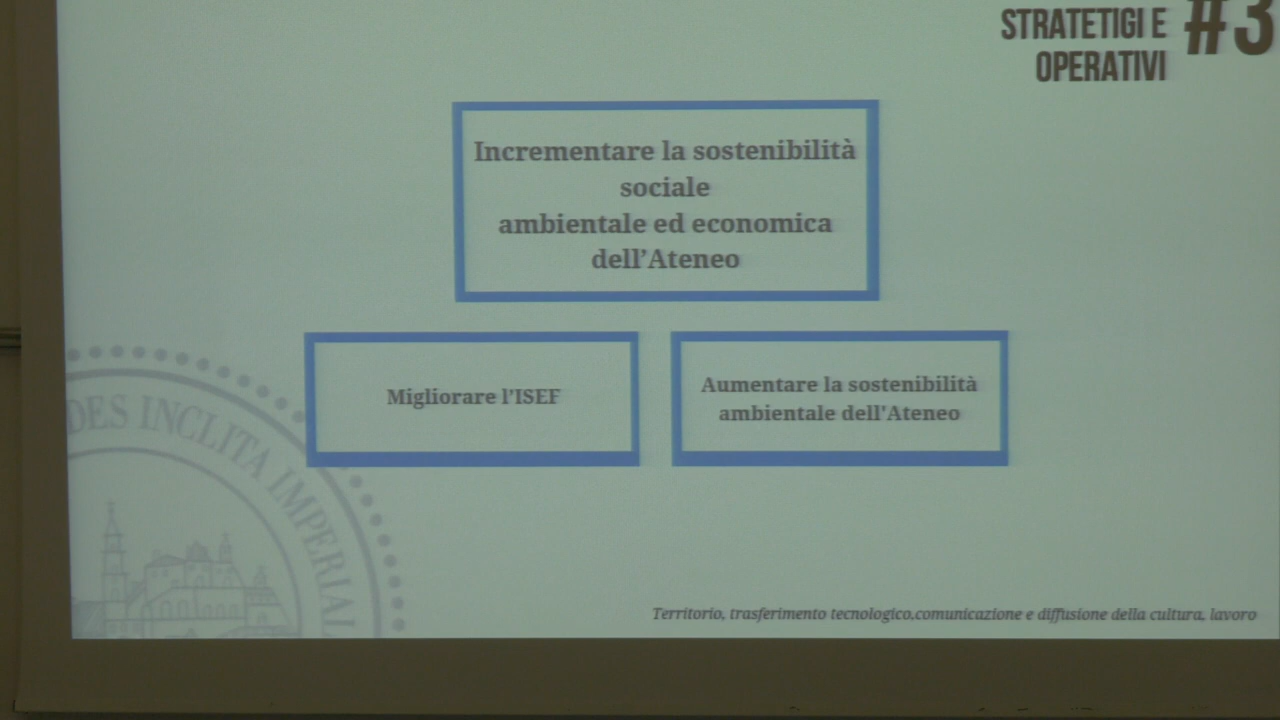 STRATETIGI E
OPERATIVI
#3
Incrementare la sostenibilità
sociale
ambientale ed economica
dell'Ateneo
Migliorare l'ISEF
Aumentare la sostenibilità
ambientale dell'Ateneo
DES INCLITA IMPERIAL
Territorio, trasferimento tecnologico,comunicazione e diffusione della cultura, lavoro